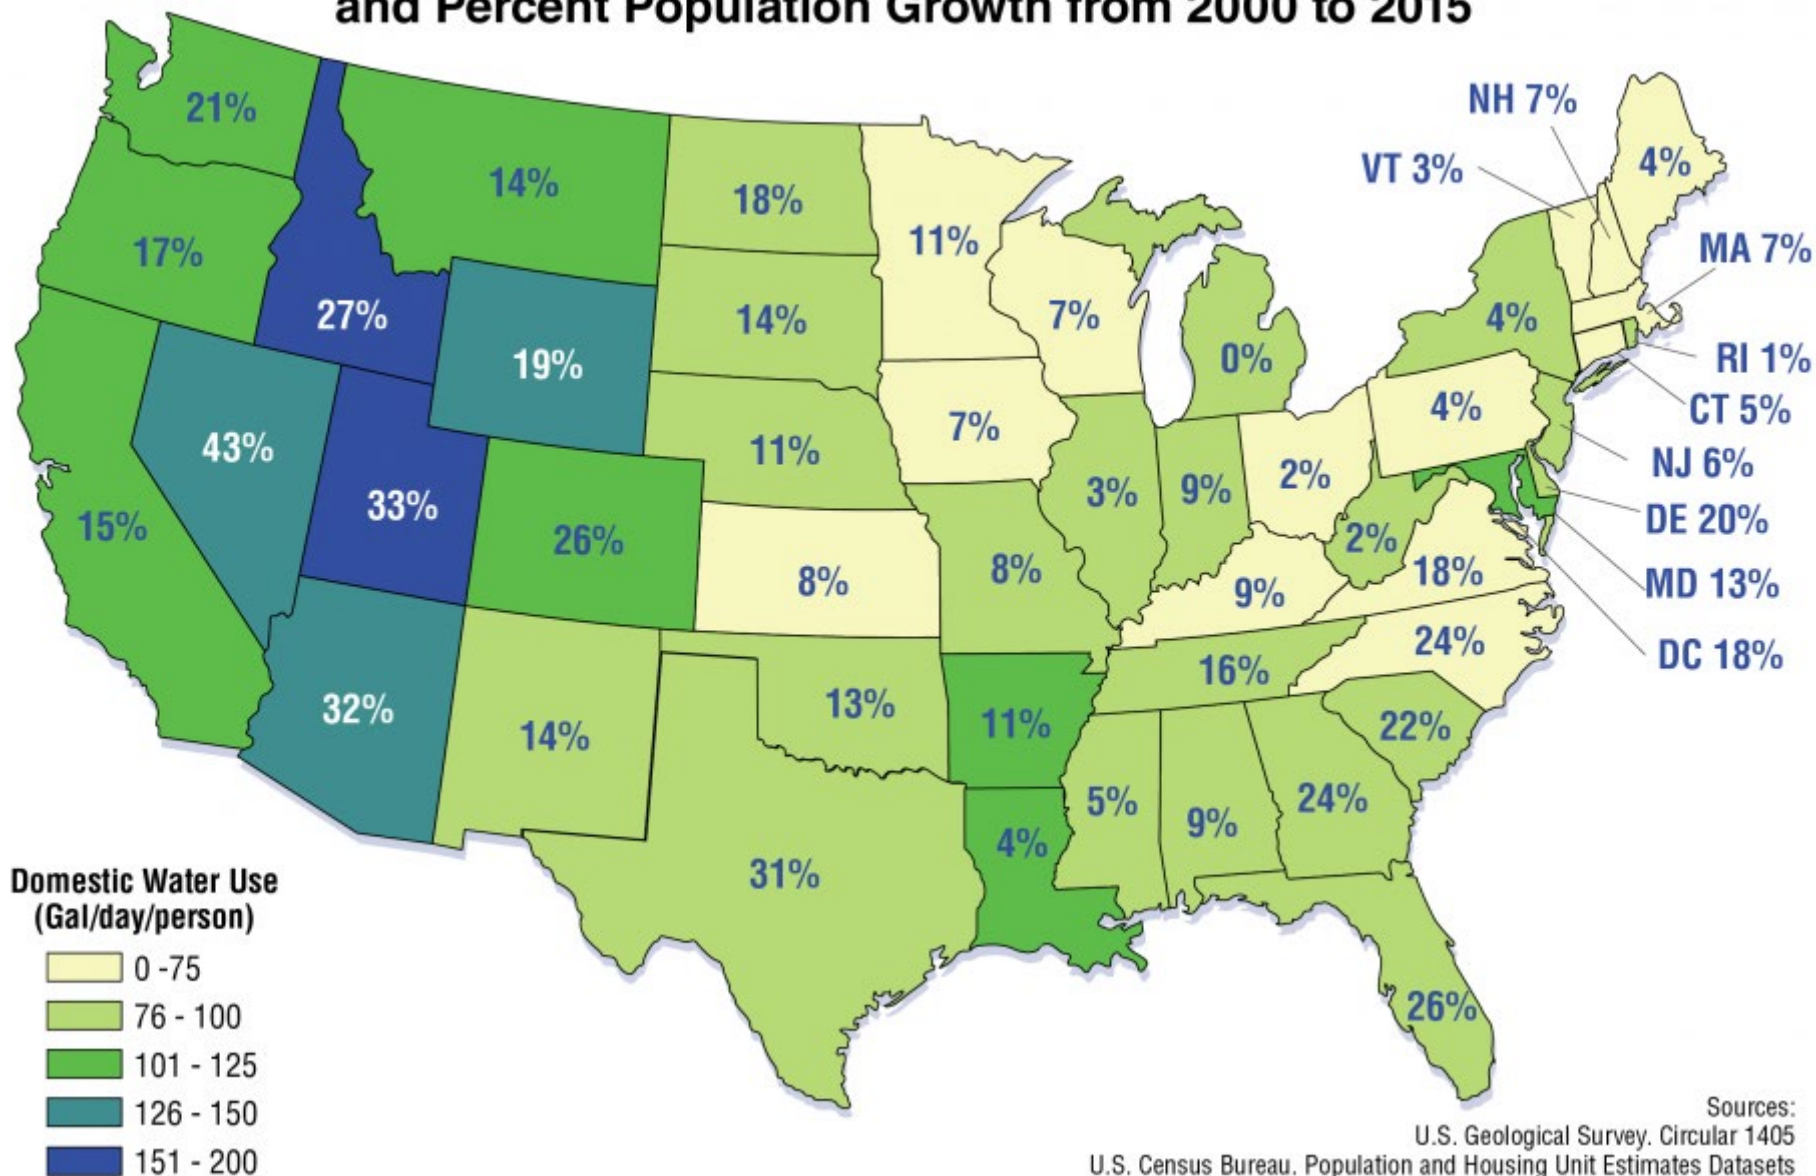 and Percent Population Growth from 2000 to 2015
21%
14%
18%
11%
NH 7%
VT 3%
4%
17%
27%
19%
14%
7%
0%
4%
MA 7%
RI 1%
CT 5%
43%
33%
26%
11%
7%
3%
9%
2%
4%
NJ 6%
DE 20%
15%
8%
8%
2%
9%
18%
MD 13%
DC 18%
32%
14%
13%
11%
16%
24%
22%
31%
4%
5%
9%
24%
26%
Domestic Water Use
(Gal/day/person)
0 -75
76 - 100
101 - 125
126 - 150
151 - 200
Sources:
U.S. Geological Survey. Circular 1405
U.S. Census Bureau. Population and Housing Unit Estimates Datasets